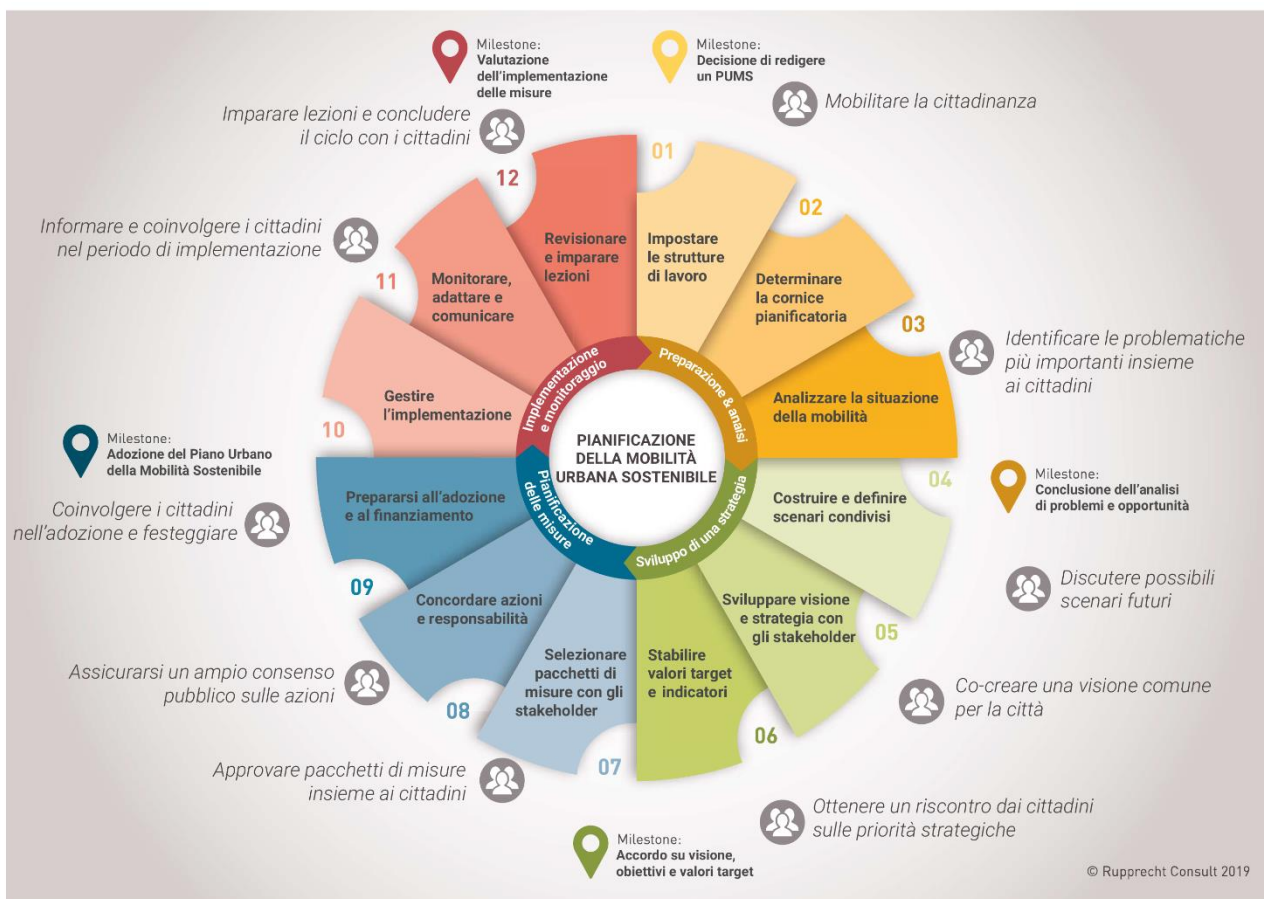 Milestone:
Valutazione
dell'implementazione
delle misure
Milestone:
Decisione di redigere
un PUMS
Mobilitare la cittadinanza
Imparare lezioni e concludere
il ciclo con i cittadini
01
12
Revisionare
e imparare
lezioni
Impostare
le strutture
di lavoro
02
Determinare
la cornice
pianificatoria
Informare e coinvolgere i cittadini
nel periodo di implementazione
11
Monitorare,
adattare e
comunicare
03
Identificare le problematiche
più importanti insieme
ai cittadini
Analizzare la situazione
della mobilità
Gestire
l'implementazione
10
Implementazione
e monitoraggio
Preparazione & anaisi
PIANIFICAZIONE
DELLA MOBILITÀ
URBANA SOSTENIBILE
Pianificazione
delle misure
Sviluppo di una strategia
Milestone:
Adozione del Piano Urbano
della Mobilità Sostenibile
Coinvolgere i cittadini
nell'adozione e festeggiare
Prepararsi all'adozione
e al finanziamento
04
Costruire e definire
scenari condivisi
Milestone:
Conclusione dell'analisi
di problemi e opportunità
Discutere possibili
scenari futuri
09
Concordare azioni
e responsabilità
Sviluppare visione
e strategia con
gli stakeholder
05
Selezionare
pacchetti di
misure con gli
stakeholder
Stabilire
valori target
e indicatori
Assicurarsi un ampio consenso
pubblico sulle azioni
08
Co-creare una visione comune
per la città
07
06
Approvare pacchetti di misure
insieme ai cittadini
Ottenere un riscontro dai cittadini
sulle priorità strategiche
Milestone:
Accordo su visione,
obiettivi e valori target
© Rupprecht Consult 2019